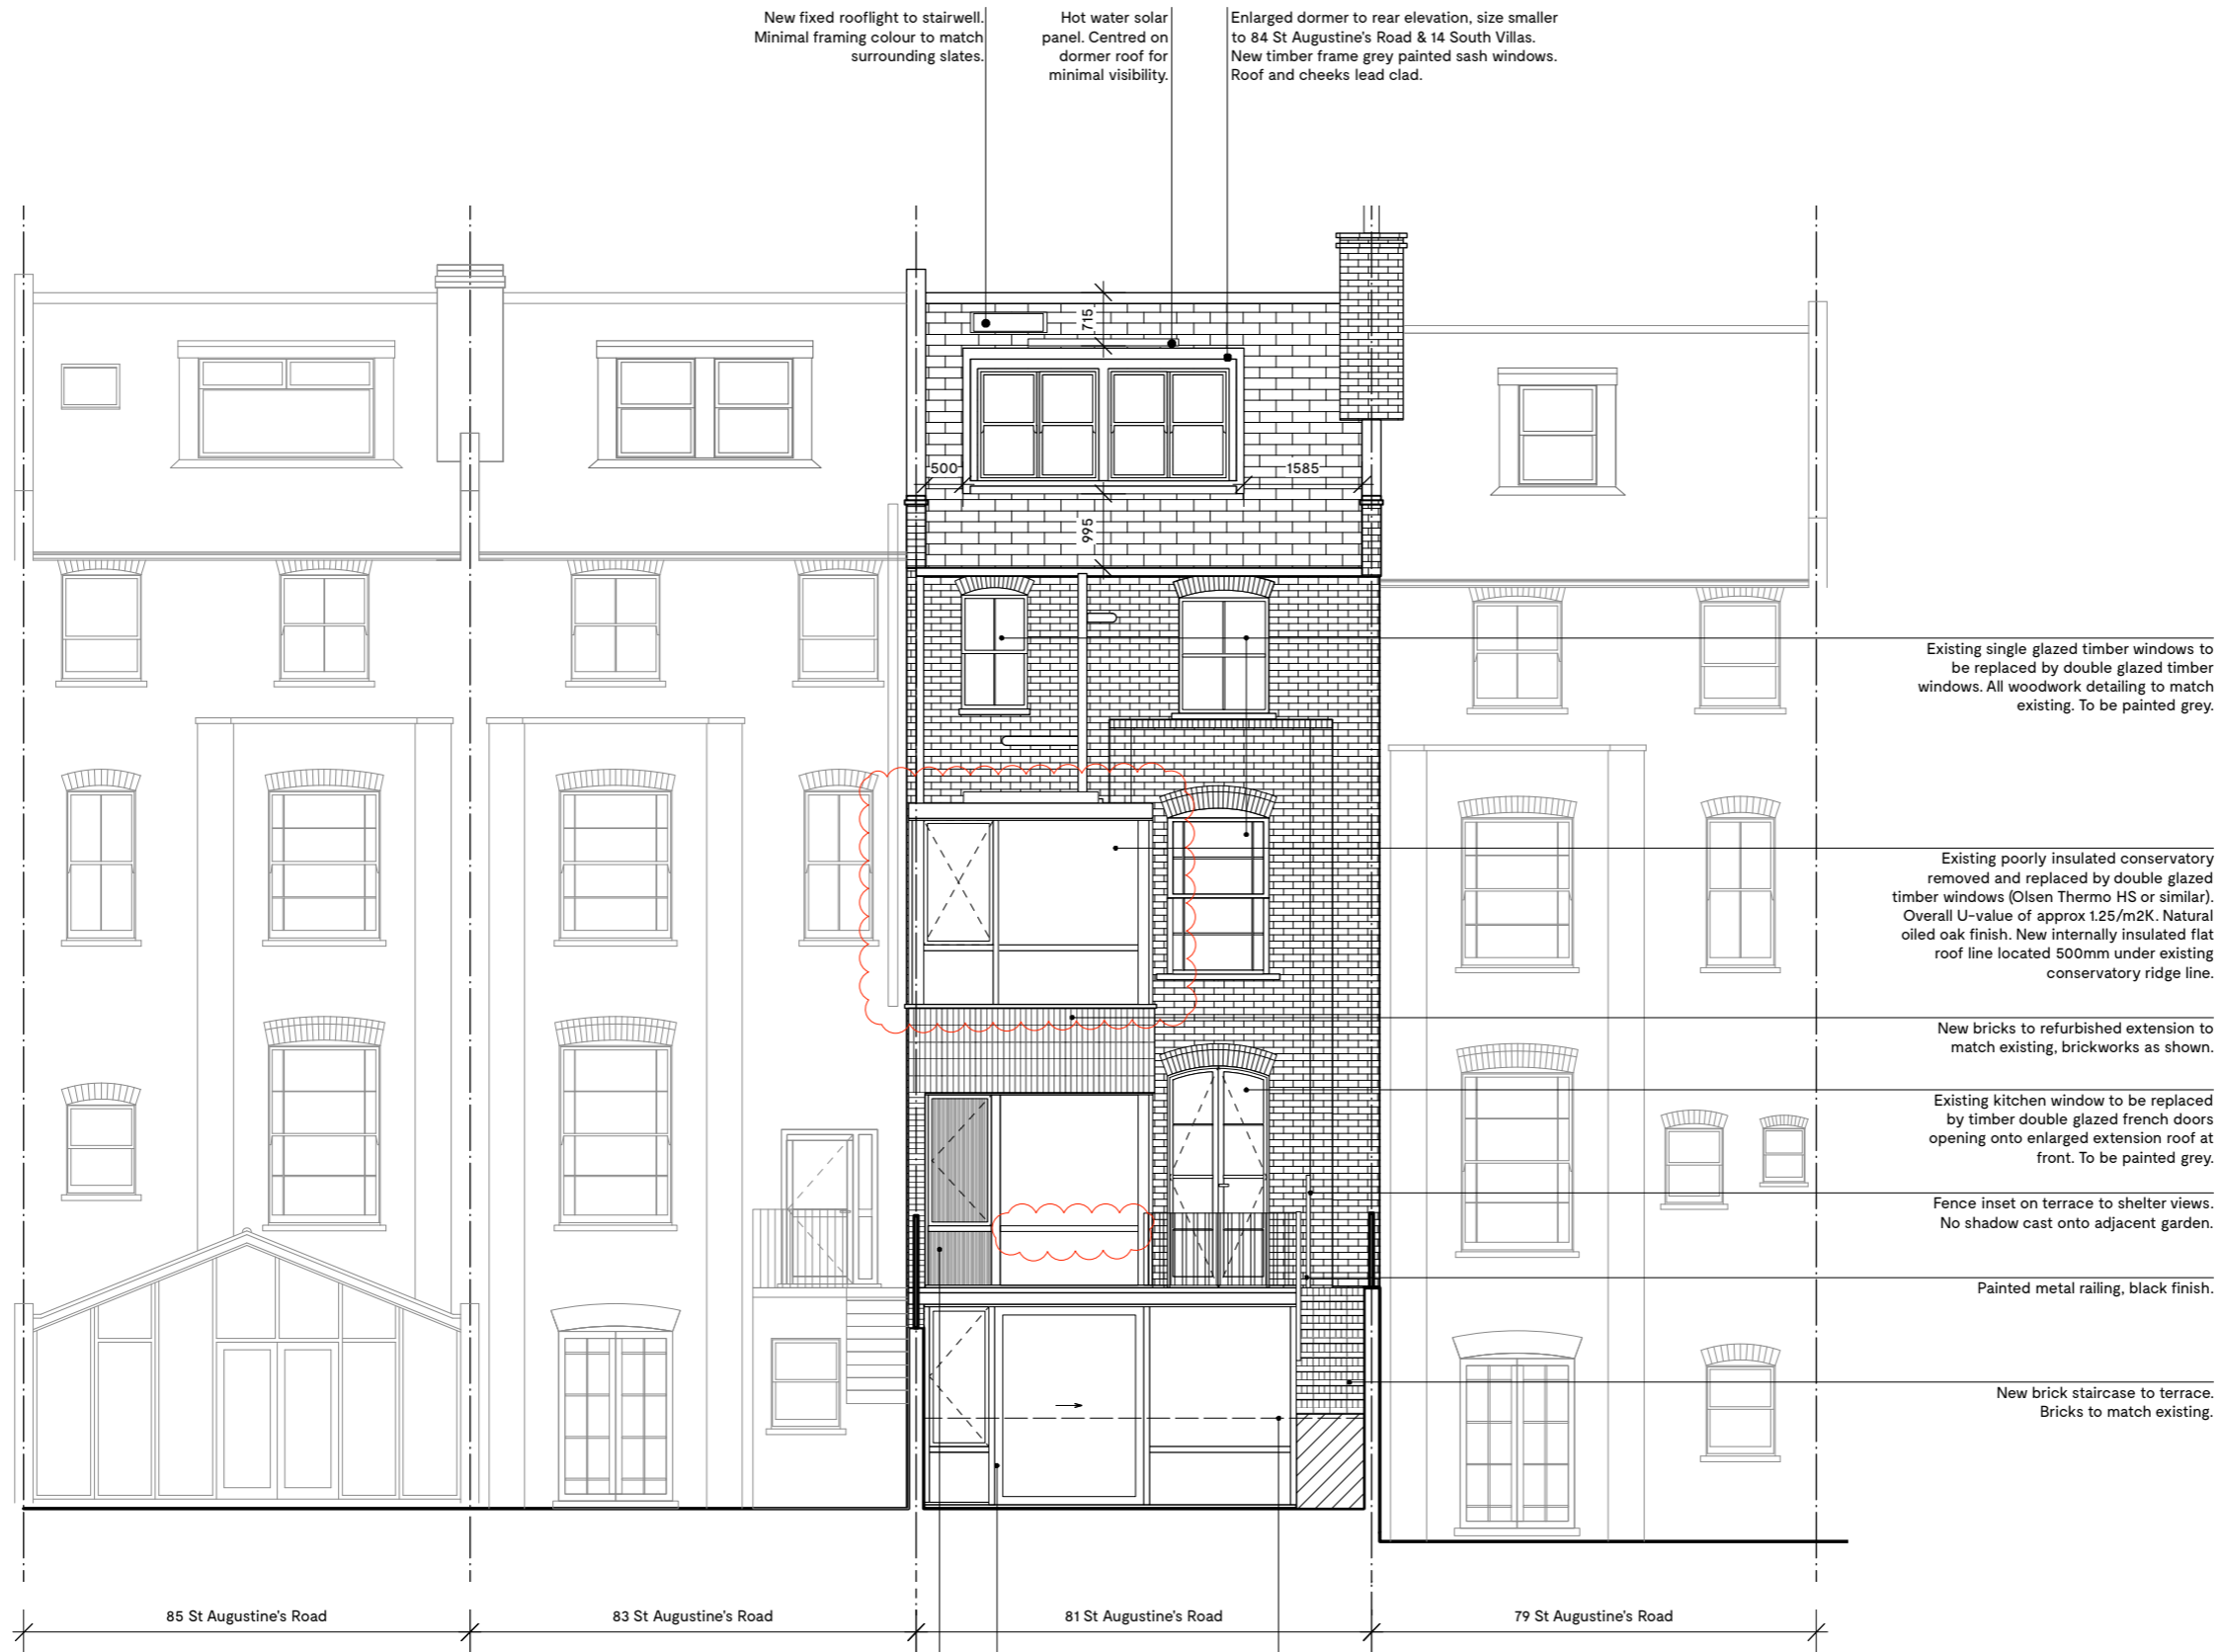 New fixed rooflight to stairwell.
Minimal framing colour to match
surrounding slates.
Hot water solar
panel. Centred on
dormer roof for
minimal visibility.
Enlarged dormer to rear elevation, size smaller
to 84 St Augustine's Road & 14 South Villas.
New timber frame grey painted sash windows.
Roof and cheeks lead clad.
715
500
1585
995
Existing single glazed timber windows to
be replaced by double glazed timber
windows. All woodwork detailing to match
existing. To be painted grey.
Existing poorly insulated conservatory
removed and replaced by double glazed
timber windows (Olsen Thermo HS or similar).
Overall U-value of approx 1.25/m2K. Natural
oiled oak finish. New internally insulated flat
roof line located 500mm under existing
conservatory ridge line.
New bricks to refurbished extension to
match existing, brickworks as shown.
Existing kitchen window to be replaced
by timber double glazed french doors
opening onto enlarged extension roof at
front. To be painted grey.
Fence inset on terrace to shelter views.
No shadow cast onto adjacent garden.
Painted metal railing, black finish.
New brick staircase to terrace.
Bricks to match existing.
85 St Augustine's Road
83 St Augustine's Road
81 St Augustine's Road
79 St Augustine's Road